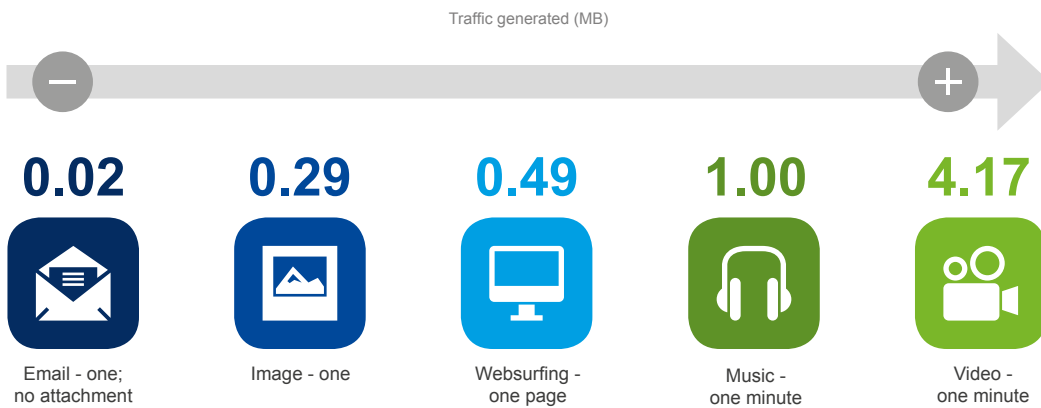 Traffic generated (MB)
0.02
0.29
0.49
1.00
4.17
Email - one;
no attachment
Image - one
Websurfing -
one page
Music -
one minute
Video -
one minute